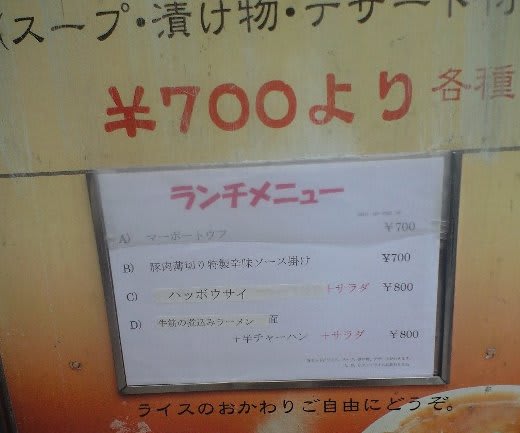 (スープ・漬け物・デザート付
¥700より 各種
ランチメニュー
A) マーボートウフ ¥700
B) 豚肉薄切り特製辛味ソース掛け ¥700
C) ハッポウサイ +サラダ ¥800
D) 牛筋の煮込みラーメン
+半チャーハン +サラダ ¥800
ライスのおかわりご自由にどうぞ。